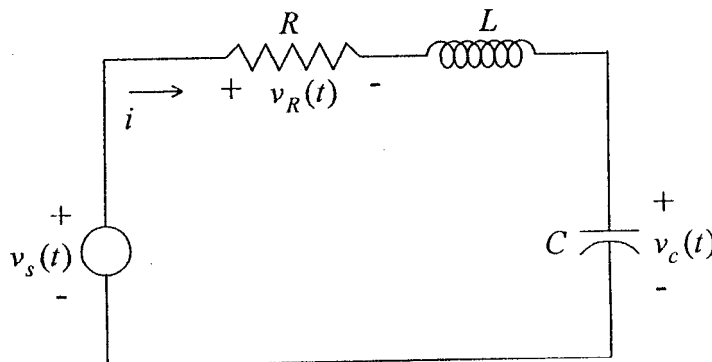 R L
+ v_R(t) -
i
+
v_s(t)
-
C
+
v_c(t)
-